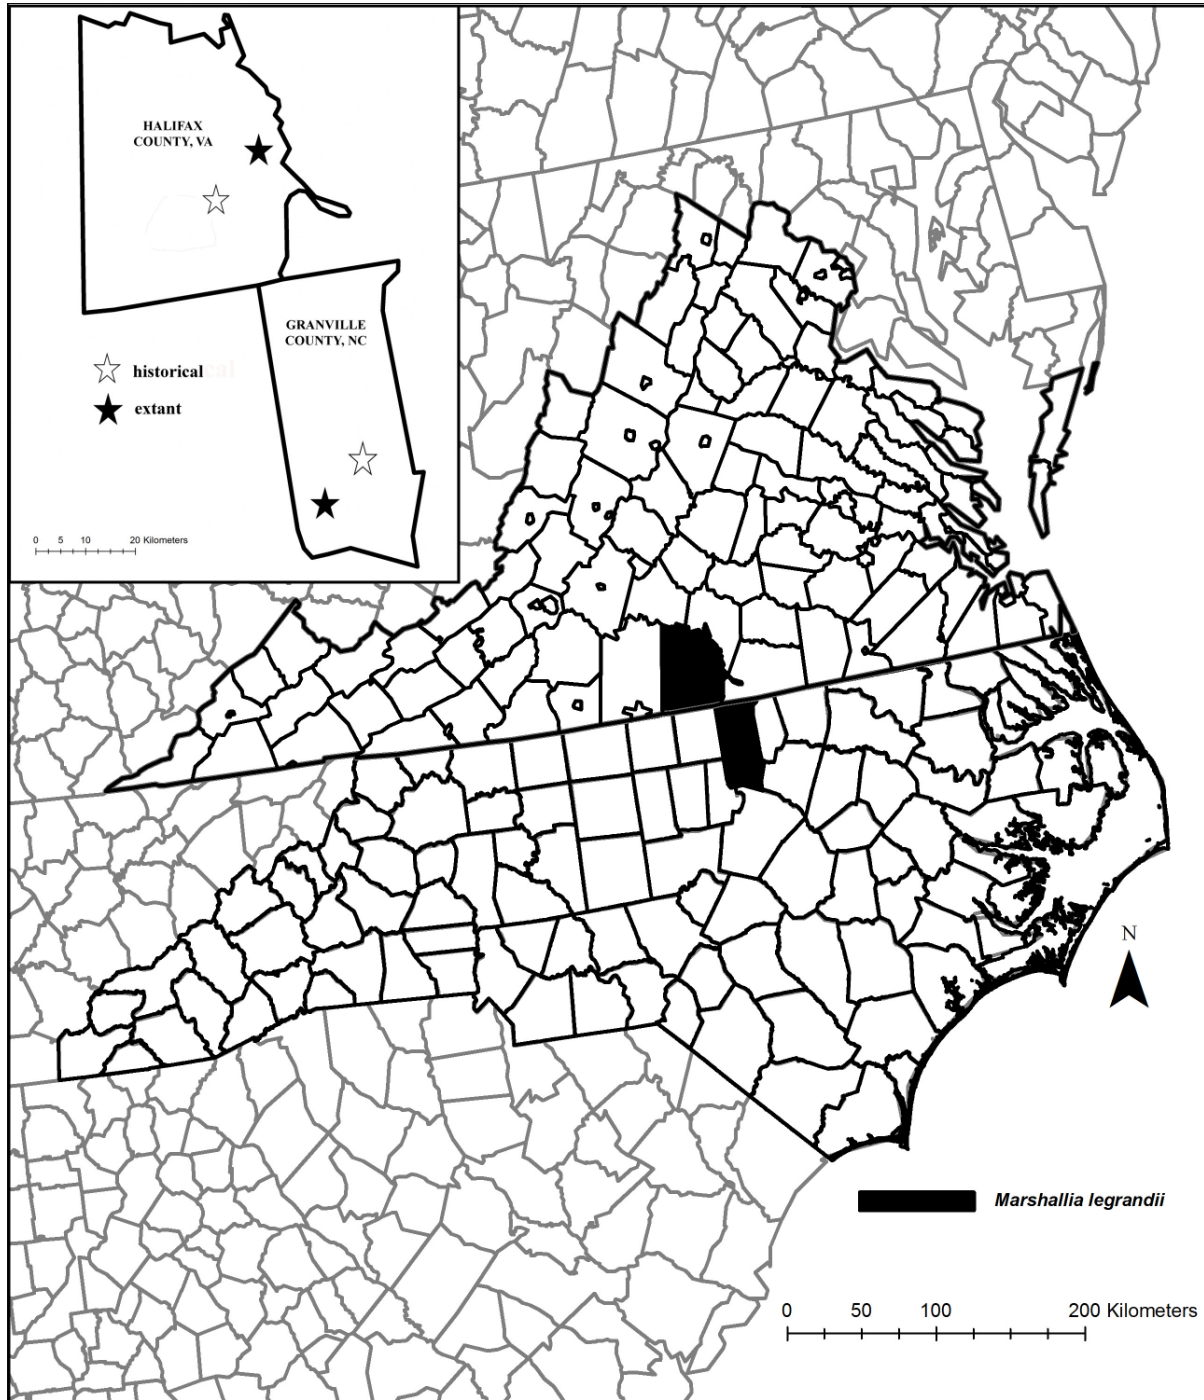 HALIFAX
COUNTY, VA
GRANVILLE
COUNTY, NC
historical
extant
0 5 10 20 Kilometers
N
Marshallia legrandii
0 50 100 200 Kilometers